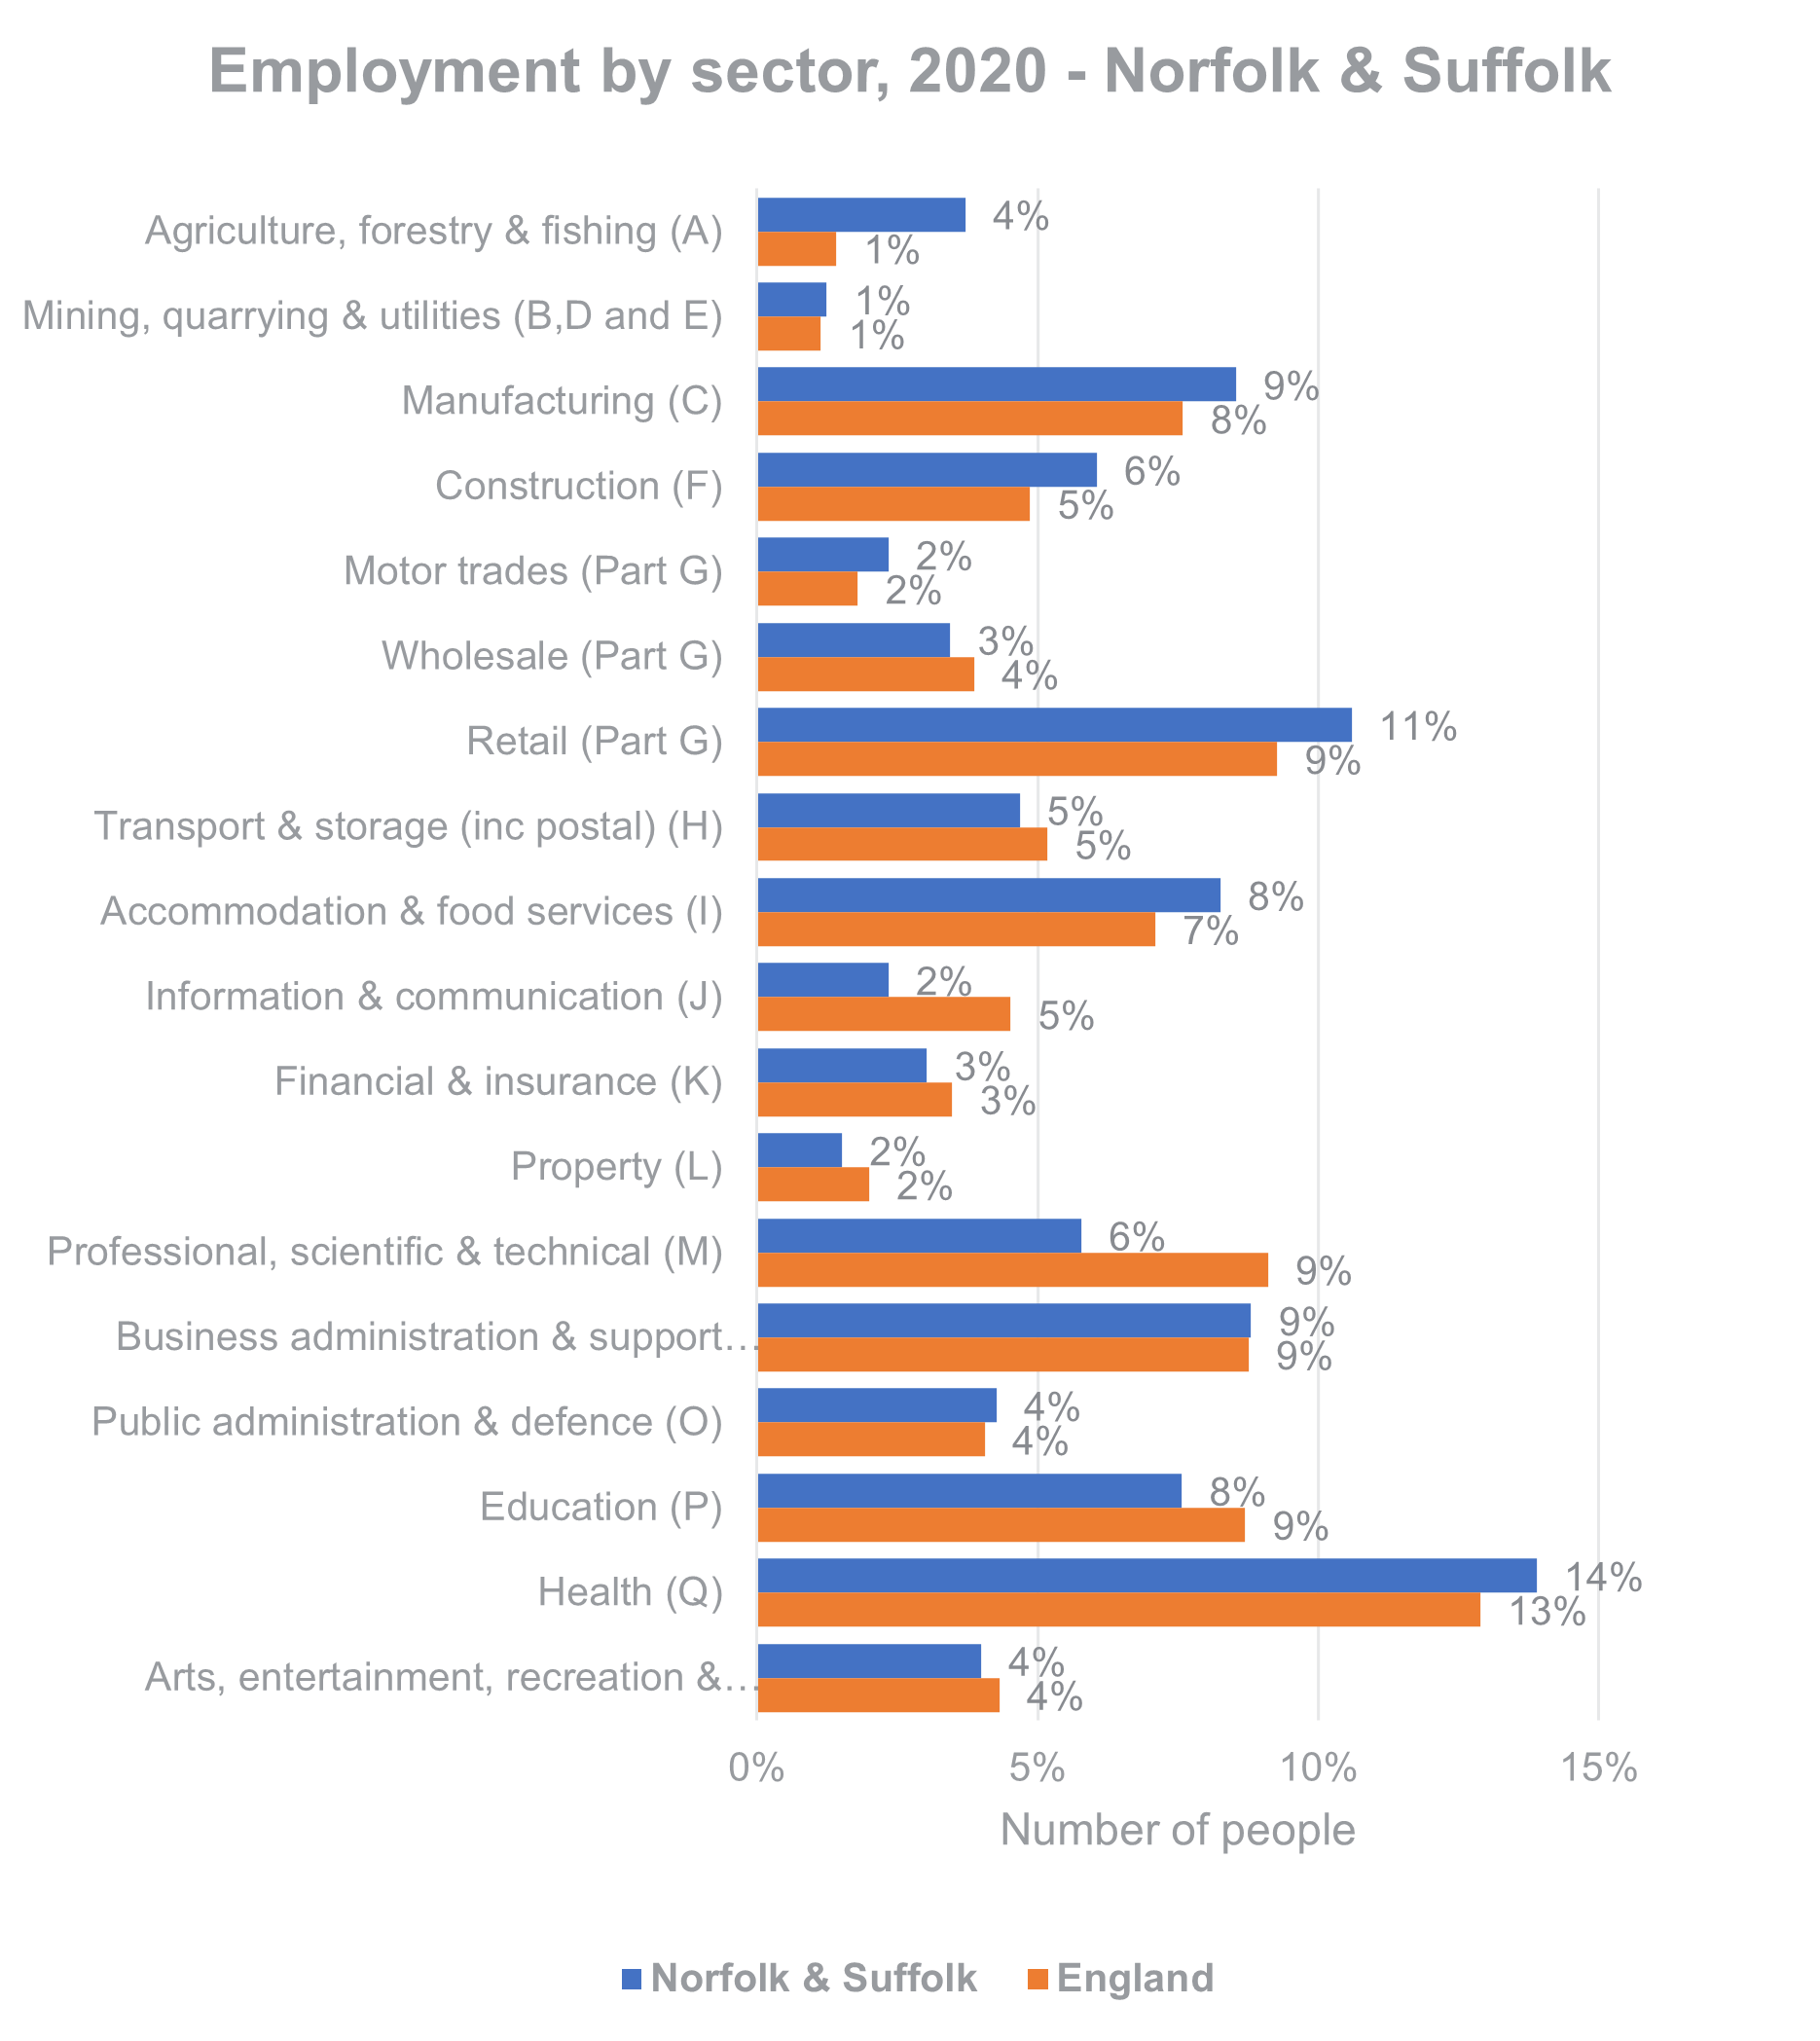 Employment by sector, 2020 - Norfolk & Suffolk
Agriculture, forestry & fishing (A)
4%
1%
Mining, quarrying & utilities (B,D and E)
1%
1%
Manufacturing (C)
9%
8%
Construction (F)
6%
5%
Motor trades (Part G)
2%
2%
Wholesale (Part G)
3%
4%
Retail (Part G)
11%
9%
Transport & storage (inc postal) (H)
5%
5%
Accommodation & food services (I)
8%
7%
Information & communication (J)
2%
5%
Financial & insurance (K)
3%
3%
Property (L)
2%
2%
Professional, scientific & technical (M)
6%
9%
Business administration & support…
9%
9%
Public administration & defence (O)
4%
4%
Education (P)
8%
9%
Health (Q)
14%
13%
Arts, entertainment, recreation &…
4%
4%
0% 5% 10% 15%
Number of people
Norfolk & Suffolk England